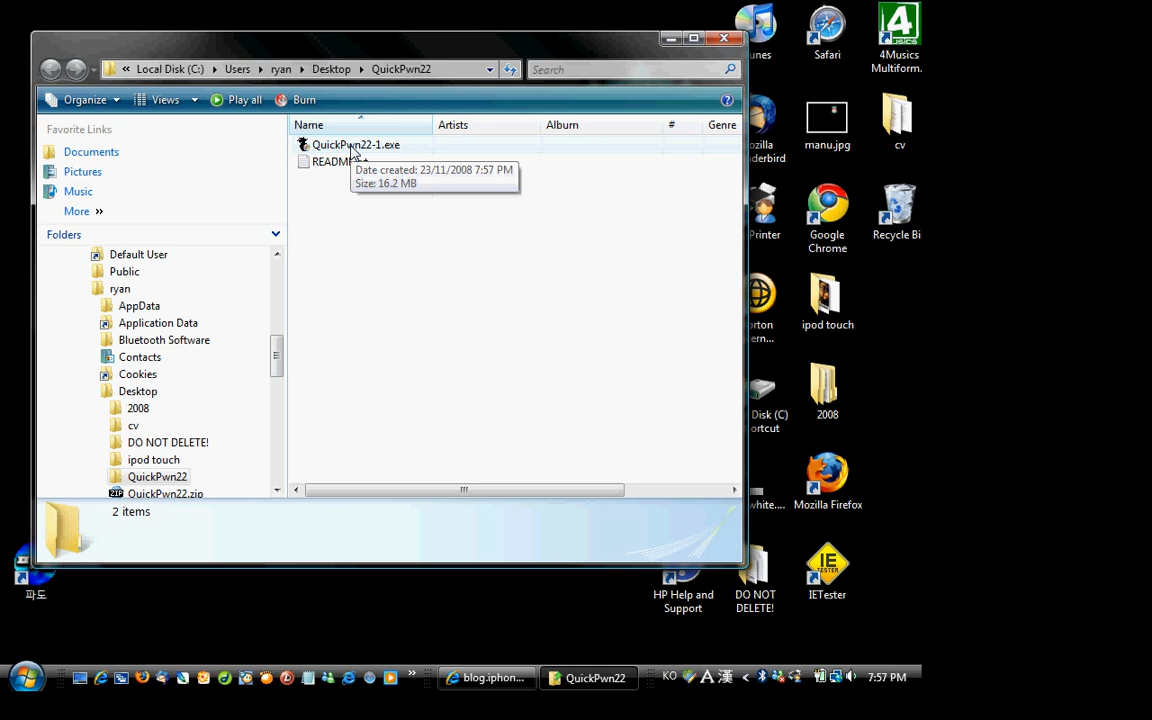 Local Disk (C:) Users ryan Desktop QuickPwn22
Search
Organize Views Play all Burn
Favorite Links
Documents
Pictures
Music
More »
Folders
Default User
Public
ryan
AppData
Application Data
Bluetooth Software
Contacts
Cookies
Desktop
2008
cv
DO NOT DELETE!
ipod touch
QuickPwn22
QuickPwn22.zip
Name Artists Album # Genre
QuickPwn22-1.exe
Date created: 23/11/2008 7:57 PM
Size: 16.2 MB
2 items
파도
Safari
4Musics
Multiform...
manu.jpg
cv
Printer
Google
Chrome
Recycle Bi
ipod touch
Disk (C)
2008
white....
Mozilla Firefox
HP Help and
Support
DO NOT
DELETE!
IE
TESTER
IETester
blog.iphon...
QuickPwn22
KO A 漢
7:57 PM